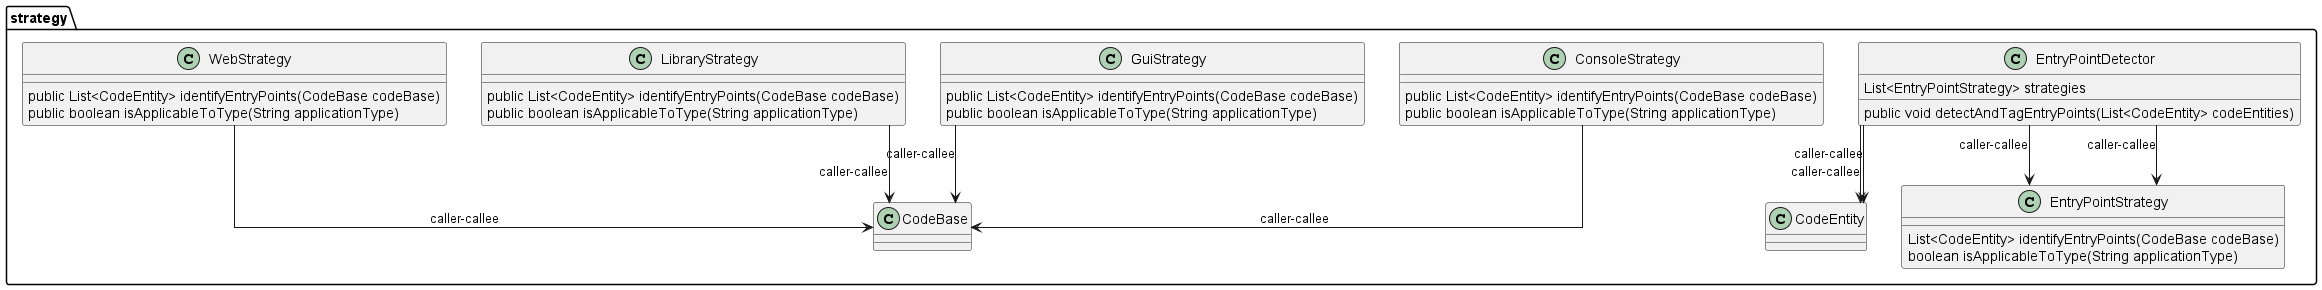 strategy
C WebStrategy
public List<CodeEntity> identifyEntryPoints(CodeBase codeBase)
public boolean isApplicableToType(String applicationType)
C LibraryStrategy
public List<CodeEntity> identifyEntryPoints(CodeBase codeBase)
public boolean isApplicableToType(String applicationType)
C GuiStrategy
public List<CodeEntity> identifyEntryPoints(CodeBase codeBase)
public boolean isApplicableToType(String applicationType)
C ConsoleStrategy
public List<CodeEntity> identifyEntryPoints(CodeBase codeBase)
public boolean isApplicableToType(String applicationType)
C EntryPointDetector
List<EntryPointStrategy> strategies
public void detectAndTagEntryPoints(List<CodeEntity> codeEntities)
caller-callee
caller-callee
caller-callee
caller-callee
caller-callee
caller-callee
caller-callee
caller-callee
C CodeBase
C CodeEntity
C EntryPointStrategy
List<CodeEntity> identifyEntryPoints(CodeBase codeBase)
boolean isApplicableToType(String applicationType)